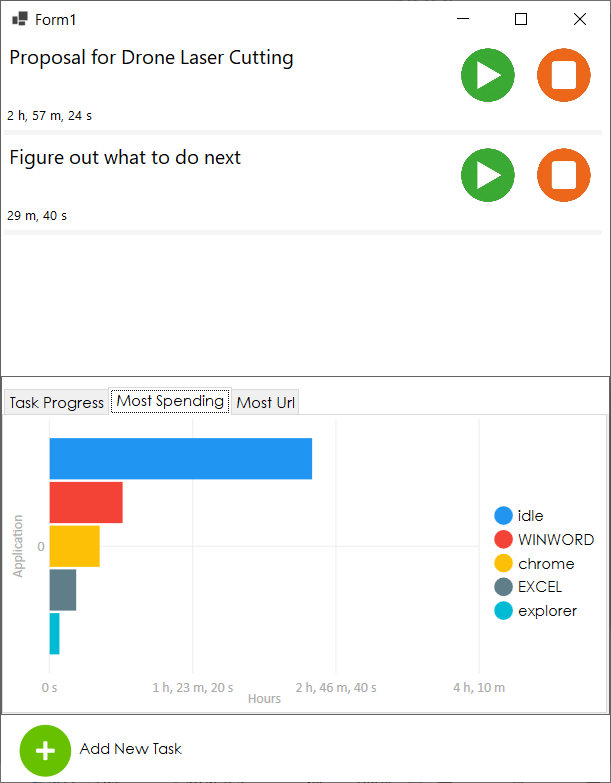 Form1
Proposal for Drone Laser Cutting
2 h, 57 m, 24 s
Figure out what to do next
29 m, 40 s
Task Progress Most Spending Most Url
Application
0
idle
WINWORD
chrome
EXCEL
explorer
0 s 1 h, 23 m, 20 s 2 h, 46 m, 40 s 4 h, 10 m
Hours
Add New Task